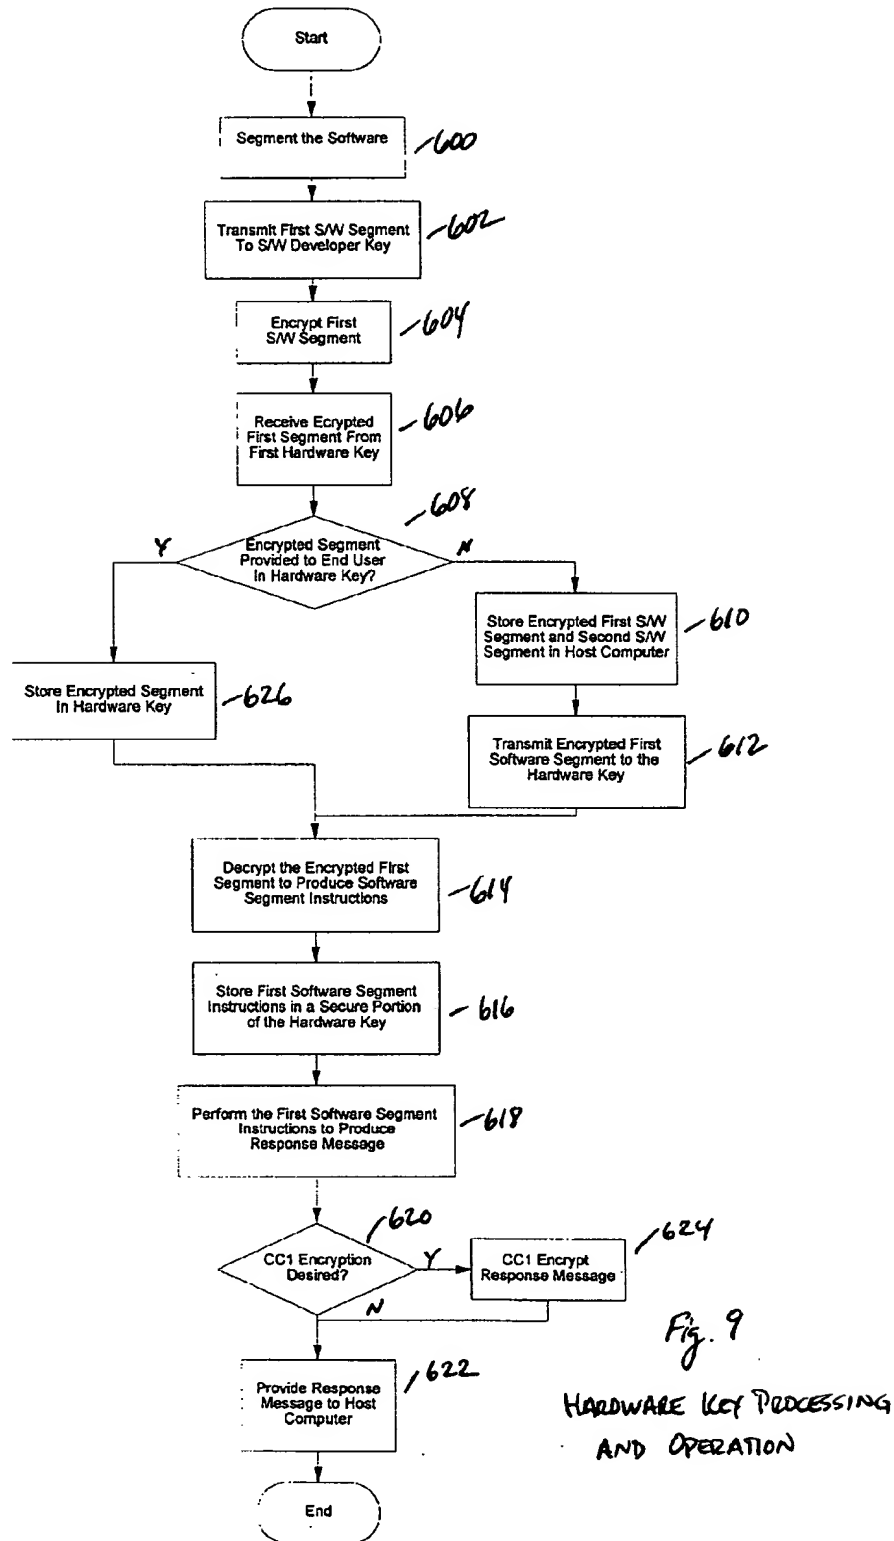 Start
Segment the Software
600
Transmit First S/W Segment
To S/W Developer Key
602
Encrypt First
S/W Segment
604
Receive Ecrypted
First Segment From
First Hardware Key
606
608
Encrypted Segment
Provided to End User
In Hardware Key?
Y
N
Store Encrypted First S/W
Segment and Second S/W
Segment in Host Computer
610
Store Encrypted Segment
In Hardware Key
626
Transmit Encrypted First
Software Segment to the
Hardware Key
612
Decrypt the Encrypted First
Segment to Produce Software
Segment Instructions
614
Store First Software Segment
Instructions in a Secure Portion
of the Hardware Key
616
Perform the First Software Segment
Instructions to Produce
Response Message
618
620
CC1 Encryption
Desired?
Y
N
CC1 Encrypt
Response Message
624
Provide Response
Message to Host
Computer
622
End
Fig. 9
HARDWARE KEY PROCESSING
AND OPERATION